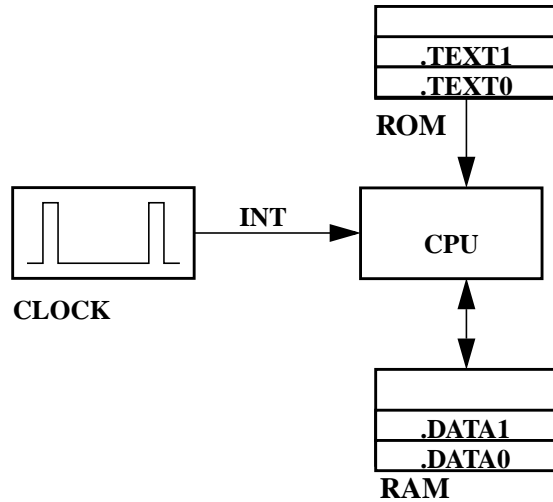 .TEXT1
.TEXT0
ROM
INT
CPU
CLOCK
.DATA1
.DATA0
RAM